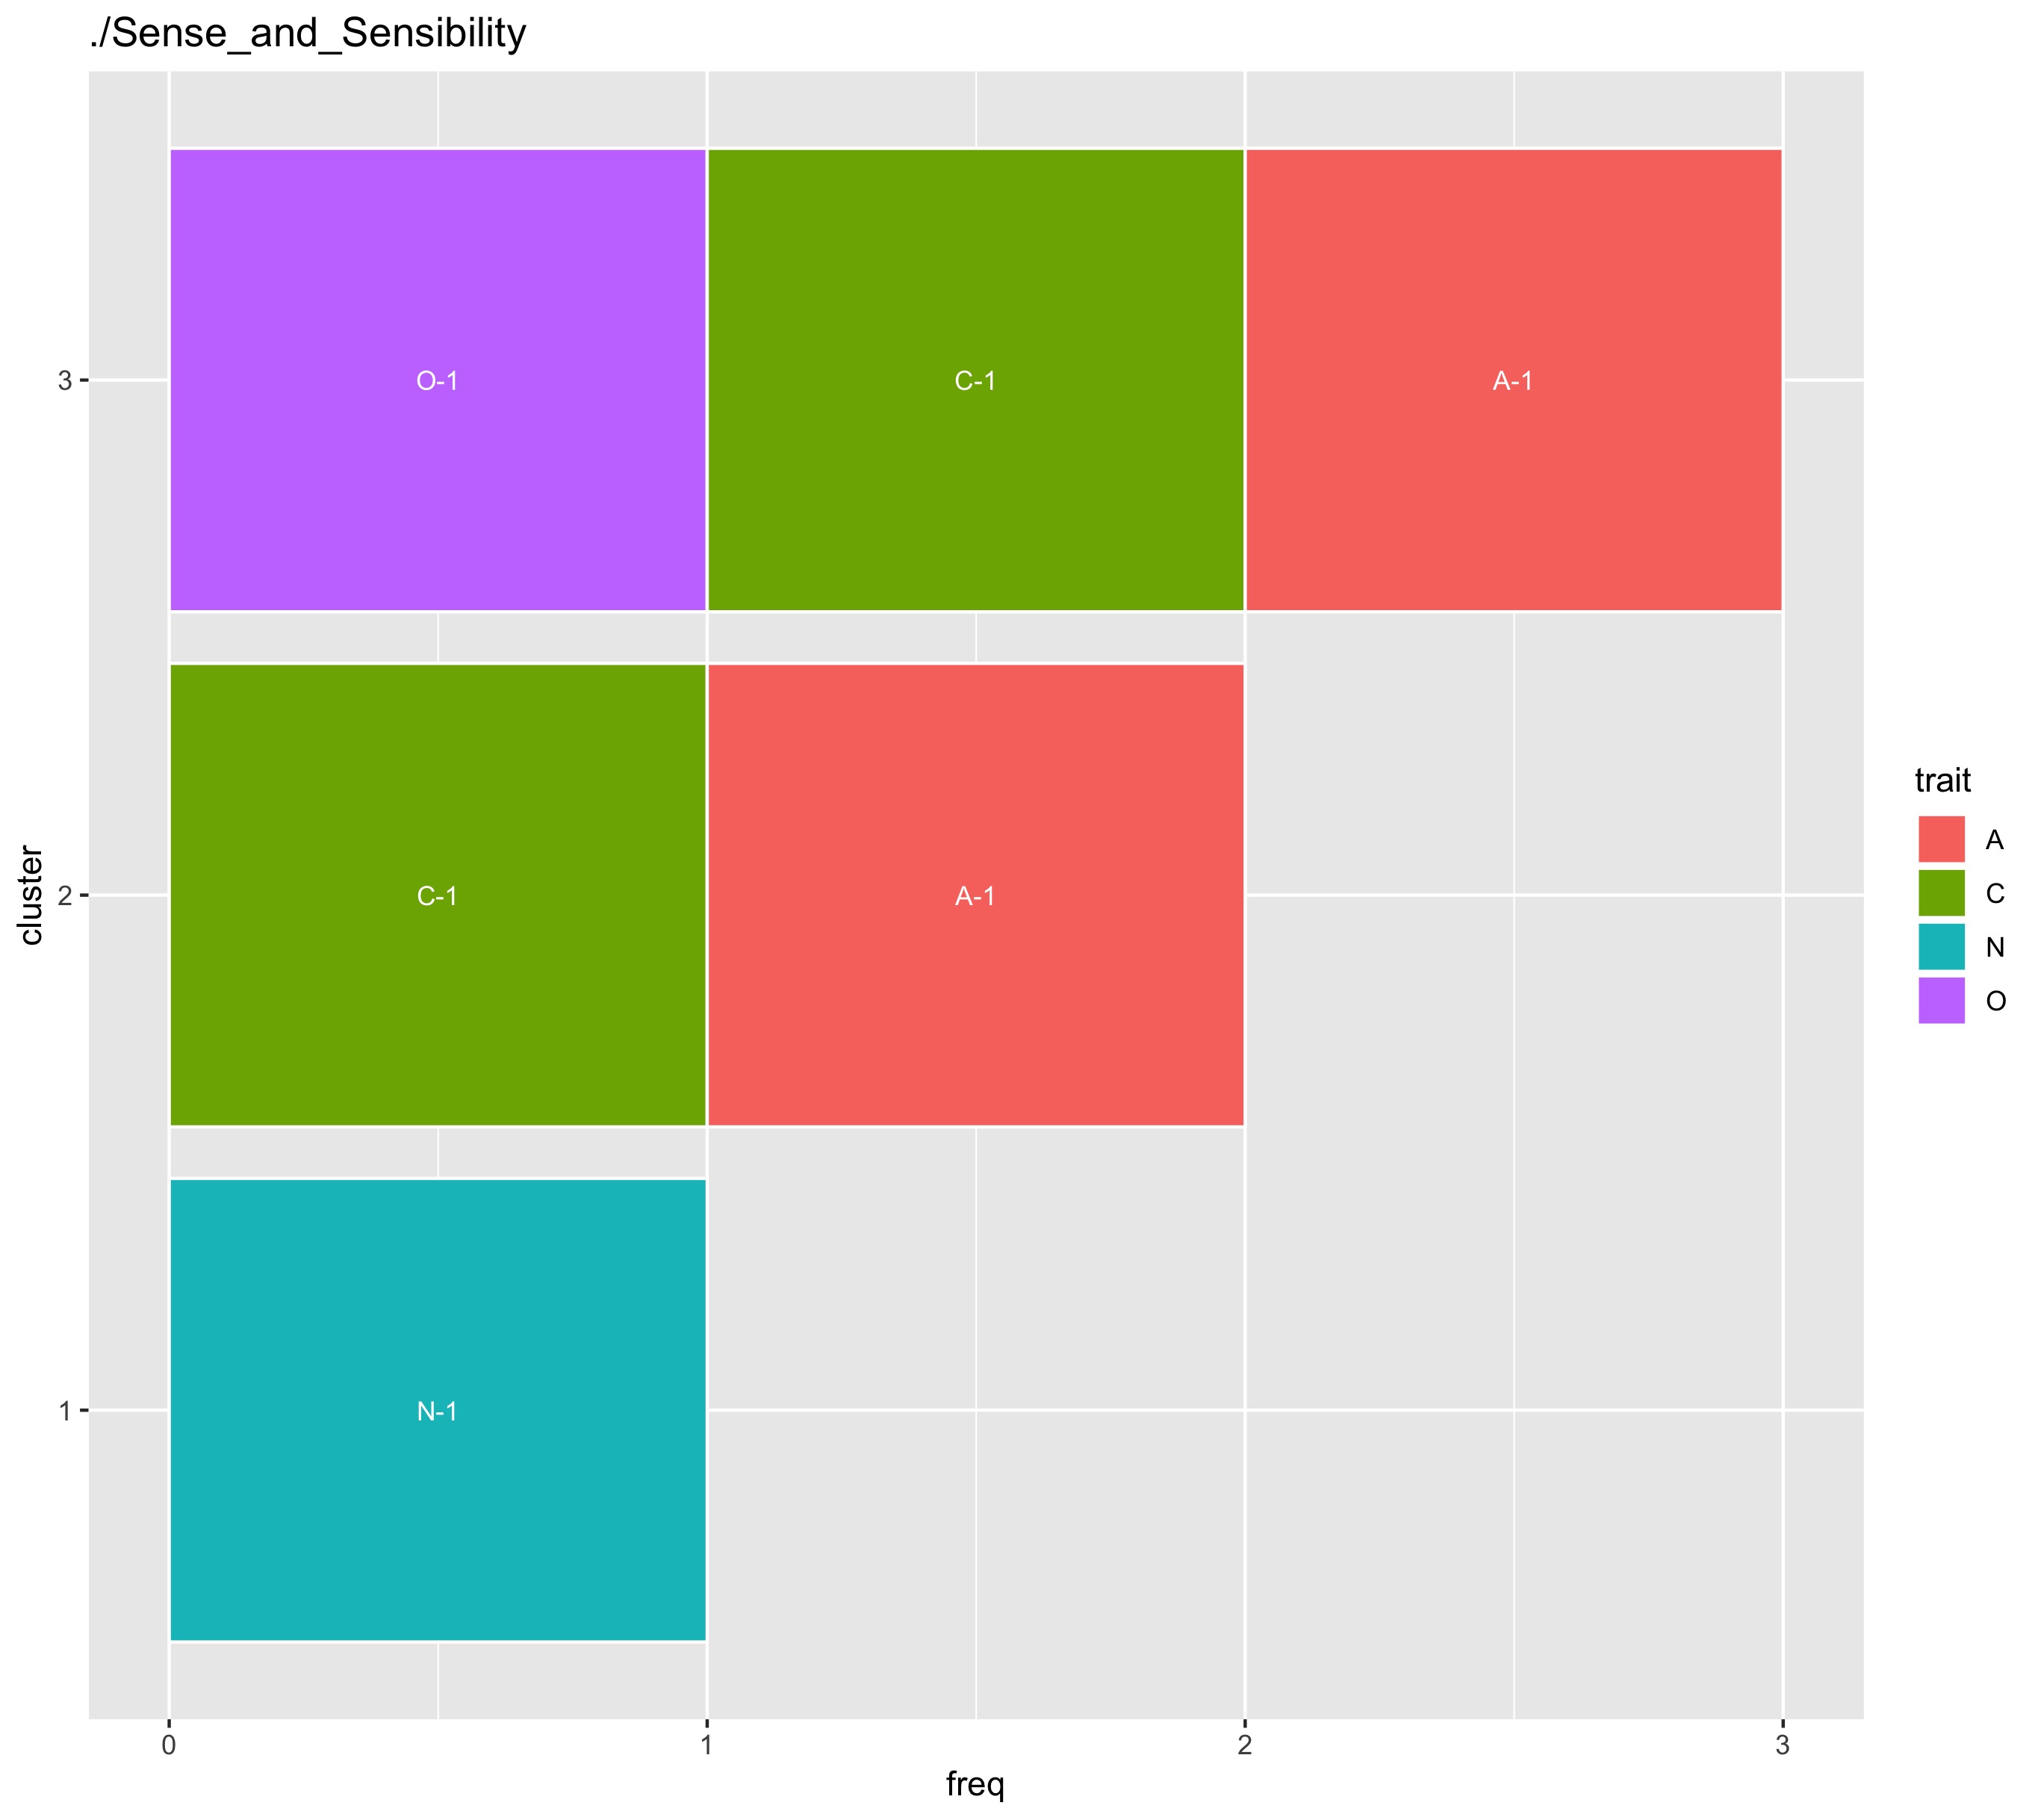 ./Sense_and_Sensibility
cluster
3
O-1
C-1
A-1
2
C-1
A-1
1
N-1
0
1
2
3
freq
trait
A
C
N
O